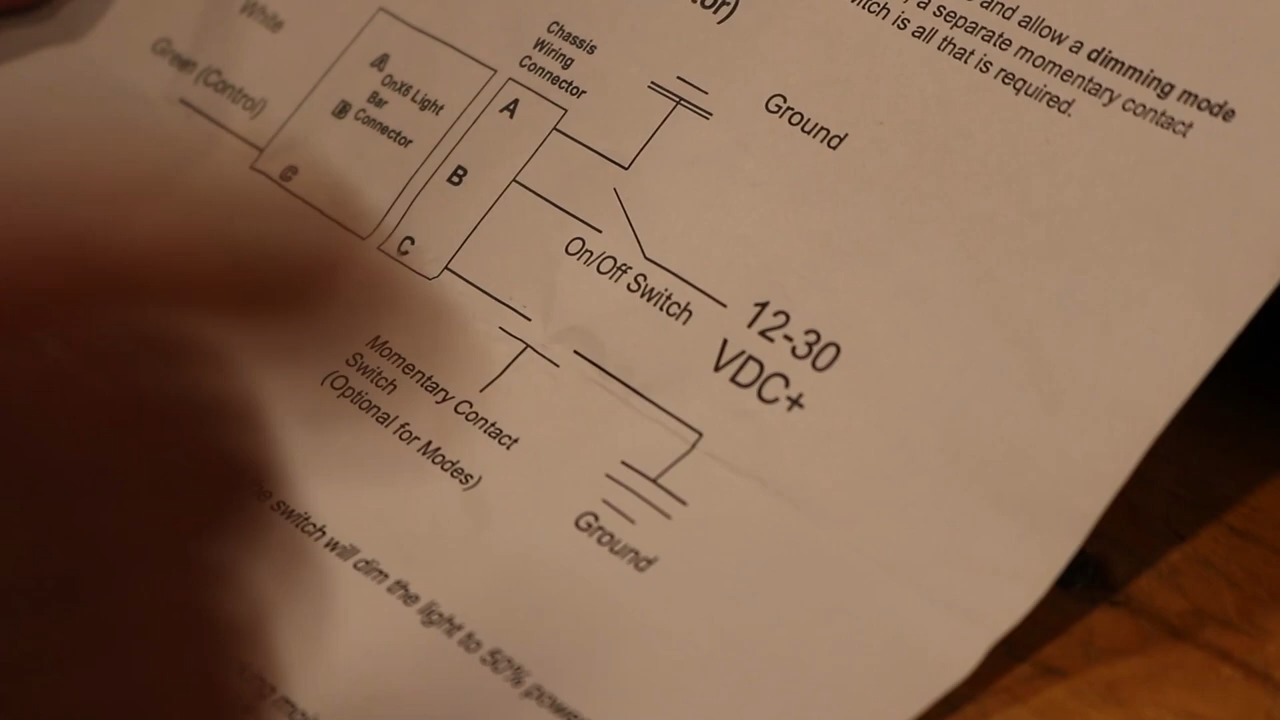 and allow a dimming mode
a separate momentary contact
is all that is required.
White
Green (Control)
A
OnX6 Light
Bar
B Connector
C
Chassis
Wiring
Connector
A
B
C
Ground
On/Off Switch
12-30
VDC+
Momentary Contact
Switch
(Optional for Modes)
Ground
switch will dim the light to 50%